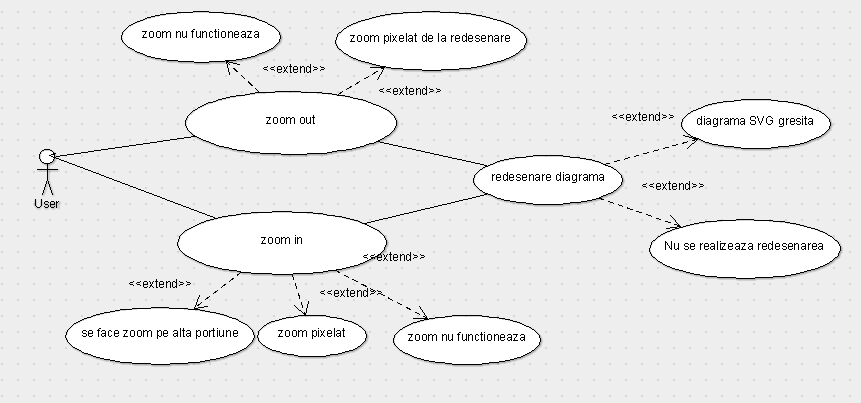 zoom nu functioneaza
zoom pixelat de la redesenare
<<extend>>
<<extend>>
zoom out
<<extend>>
diagrama SVG gresita
redesenare diagrama
<<extend>>
User
zoom in
Nu se realizeaza redesenarea
<<extend>>
<<extend>>
<<extend>>
se face zoom pe alta portiune
zoom pixelat
zoom nu functioneaza